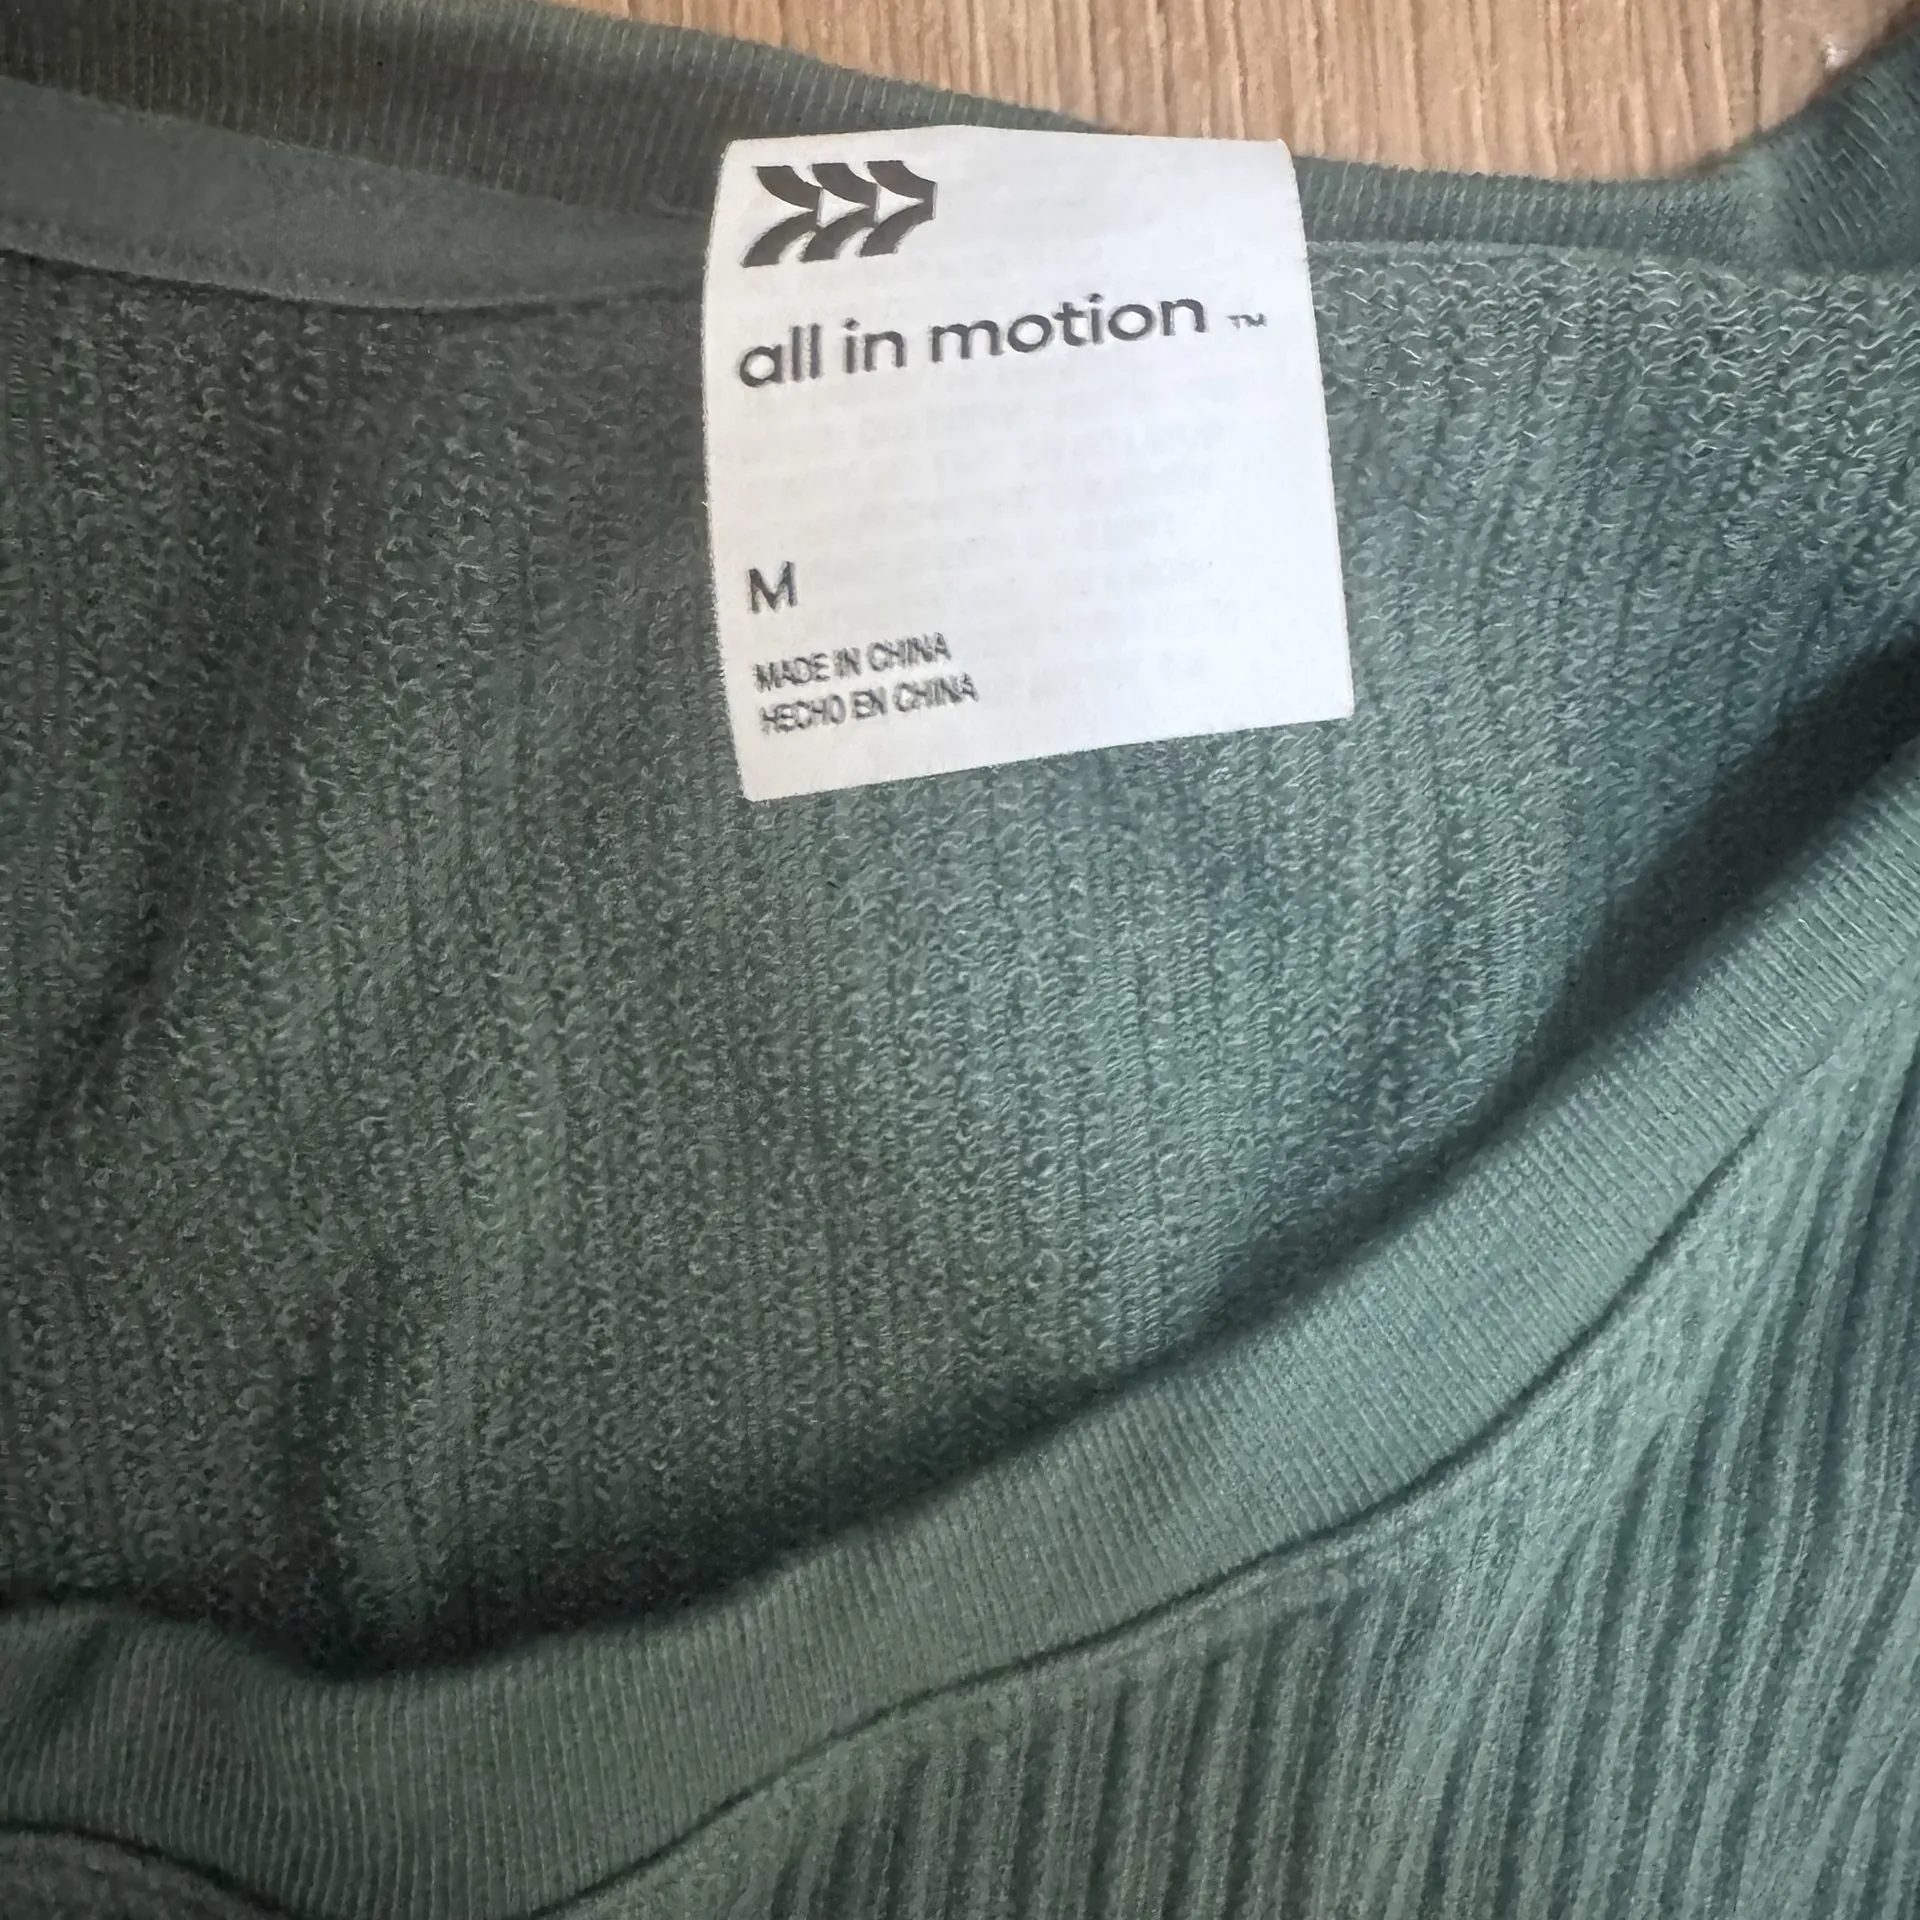 all in motion ™
M
MADE IN CHINA
HECHO EN CHINA